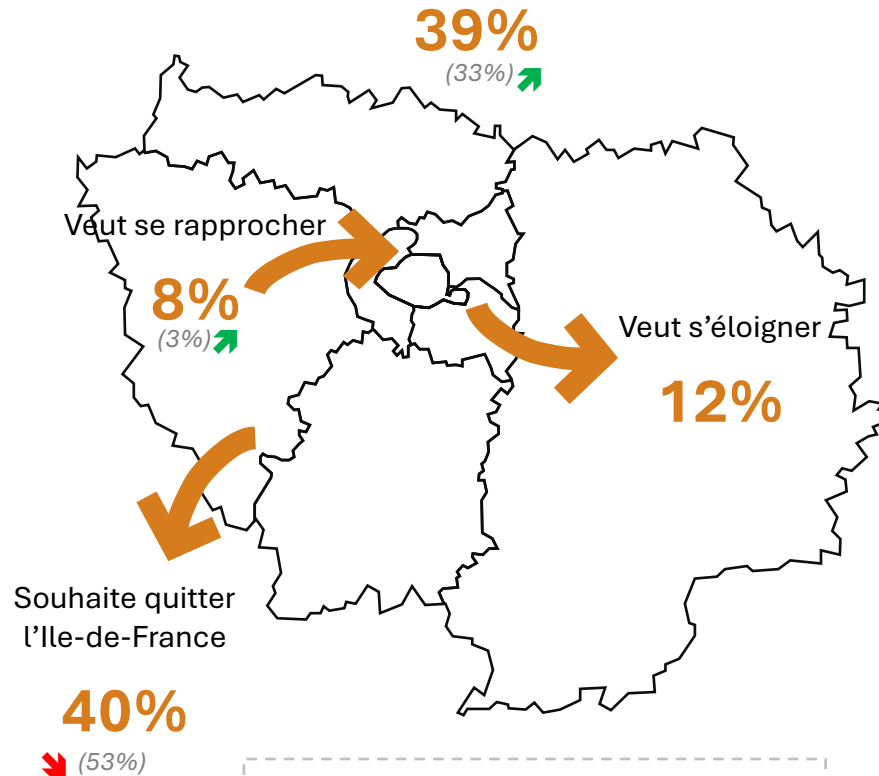 39%
(33%)
Veut se rapprocher
8%
(3%)
Veut s’éloigner
12%
Souhaite quitter
l’Ile-de-France
40%
(53%)